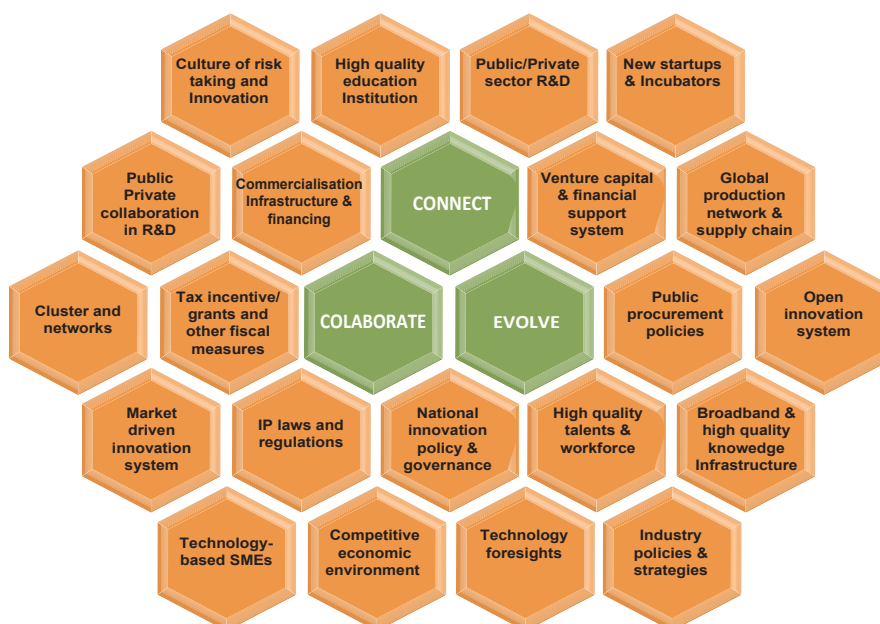 Culture of risk
taking and
Innovation
High quality
education
Institution
Public/Private
sector R&D
New startups
& Incubators
Public
Private
collaboration
in R&D
Commercialisation
Infrastructure &
financing
CONNECT
Venture capital
& financial
support
system
Global
production
network &
supply chain
Cluster and
networks
Tax incentive/
grants and
other fiscal
measures
COLABORATE
EVOLVE
Public
procurement
policies
Open
innovation
system
Market
driven
innovation
system
IP laws and
regulations
National
innovation
policy &
governance
High quality
talents &
workforce
Broadband &
high quality
knowedge
Infrastructure
Technology-
based SMEs
Competitive
economic
environment
Technology
foresights
Industry
policies &
strategies